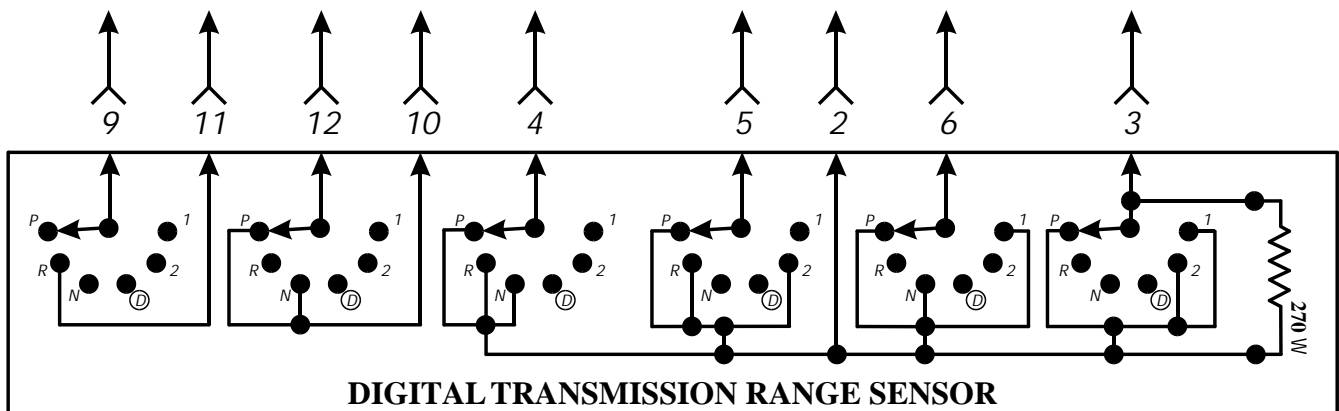 9 11 12 10 4 5 2 6 3
P 1 P 1 P 1 P 1 P 1 P 1
R 2 R 2 R 2 R 2 R 2 R 2
N D N D N D N D N D N D
270 W
DIGITAL TRANSMISSION RANGE SENSOR